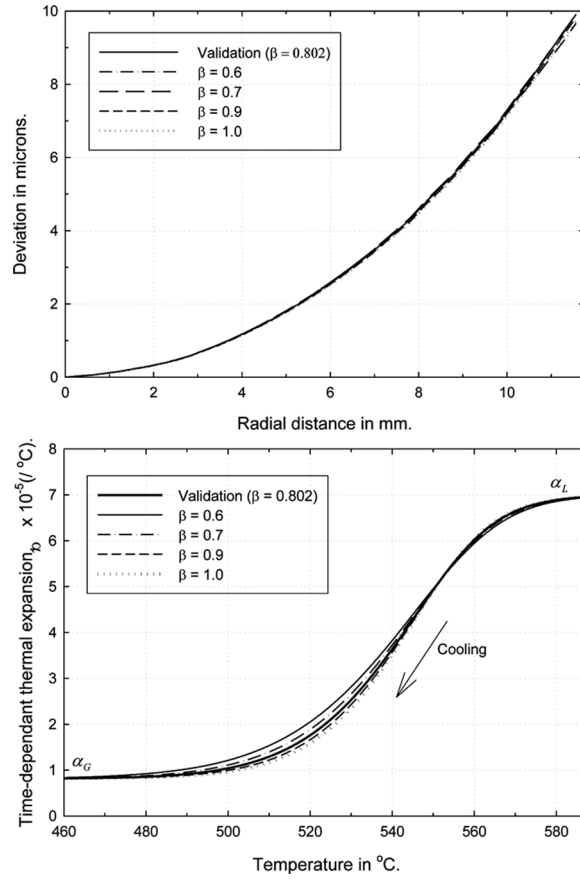 10
8
6
4
2
0
Deviation in microns.
Validation (β = 0.802)
β = 0.6
β = 0.7
β = 0.9
β = 1.0
0 2 4 6 8 10
Radial distance in mm.
8
7
6
5
4
3
2
1
0
Time-dependant thermal expansion, x 10⁻⁵(/ °C).
Validation (β = 0.802)
β = 0.6
β = 0.7
β = 0.9
β = 1.0
α_L
Cooling
α_G
460 480 500 520 540 560 580
Temperature in °C.